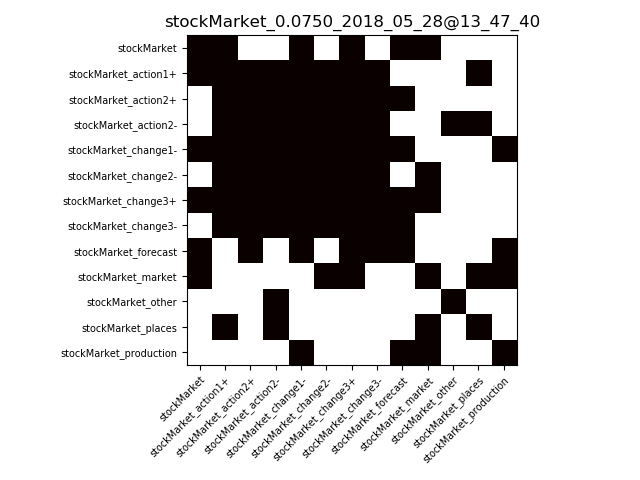 stockMarket_0.0750_2018_05_28@13_47_40
stockMarket
stockMarket_action1+
stockMarket_action2+
stockMarket_action2-
stockMarket_change1-
stockMarket_change2-
stockMarket_change3+
stockMarket_change3-
stockMarket_forecast
stockMarket_market
stockMarket_other
stockMarket_places
stockMarket_production
stockMarket
stockMarket_action1+
stockMarket_action2+
stockMarket_action2-
stockMarket_change1-
stockMarket_change2-
stockMarket_change3+
stockMarket_change3-
stockMarket_forecast
stockMarket_market
stockMarket_other
stockMarket_places
stockMarket_production